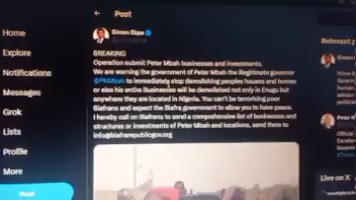 Home
Explore
Notifications
Messages
Grok
Lists
Profile
More
Post
Post
Simon Ekpa
BREAKING
Operation submit Peter Mbah businesses and investments.
We are warning the government of Peter Mbah the illegitimate governor
to immediately stop demolishing peoples houses and homes
or else his entire Businesses will be demolished not only in Enugu but
anywhere they are located in Nigeria. You can't be terrorising poor
Biafrans and expect the Biafra government to allow you to have peace.
I hereby call on Biafrans to send a comprehensive list of businesses and
structures or investments of Peter Mbah and locations, send them to
info@biafrarepublicgov.org
Relevant p
Live on X